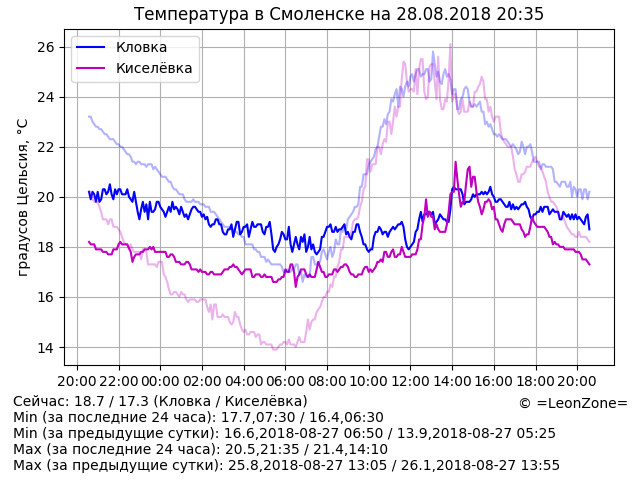 Температура в Смоленске на 28.08.2018 20:35
градусов Цельсия, °C
Кловка
Киселёвка
26
24
22
20
18
16
14
20:00 22:00 00:00 02:00 04:00 06:00 08:00 10:00 12:00 14:00 16:00 18:00 20:00
Сейчас: 18.7 / 17.3 (Кловка / Киселёвка)
© =LeonZone=
Min (за последние 24 часа): 17.7,07:30 / 16.4,06:30
Min (за предыдущие сутки): 16.6,2018-08-27 06:50 / 13.9,2018-08-27 05:25
Max (за последние 24 часа): 20.5,21:35 / 21.4,14:10
Max (за предыдущие сутки): 25.8,2018-08-27 13:05 / 26.1,2018-08-27 13:55